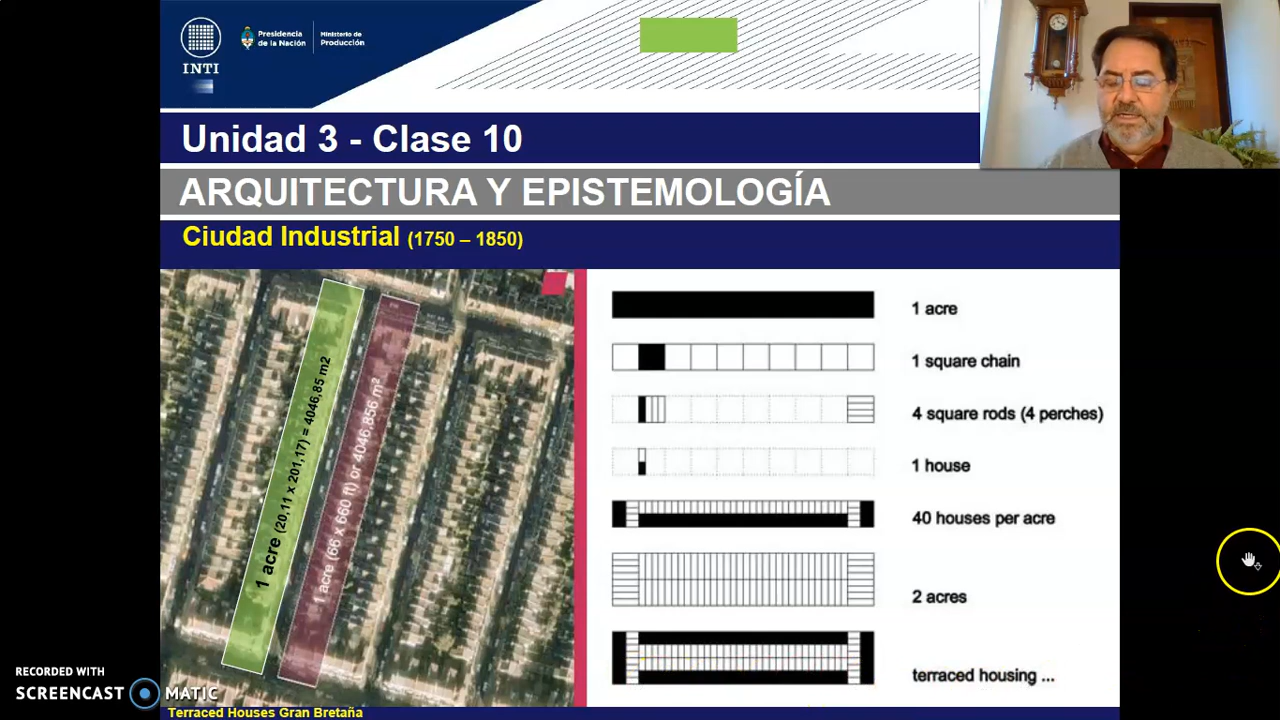 INTI
Presidencia
de la Nación
Ministerio de
Producción
Unidad 3 - Clase 10
ARQUITECTURA Y EPISTEMOLOGÍA
Ciudad Industrial (1750 – 1850)
1 acre (20,11 x 201,17) = 4046,85 m2
1 acre (66 x 660 ft) or 4046,856 m²
1 acre
1 square chain
4 square rods (4 perches)
1 house
40 houses per acre
2 acres
terraced housing ...
RECORDED WITH
SCREENCAST MATIC
Terraced Houses Gran Bretaña